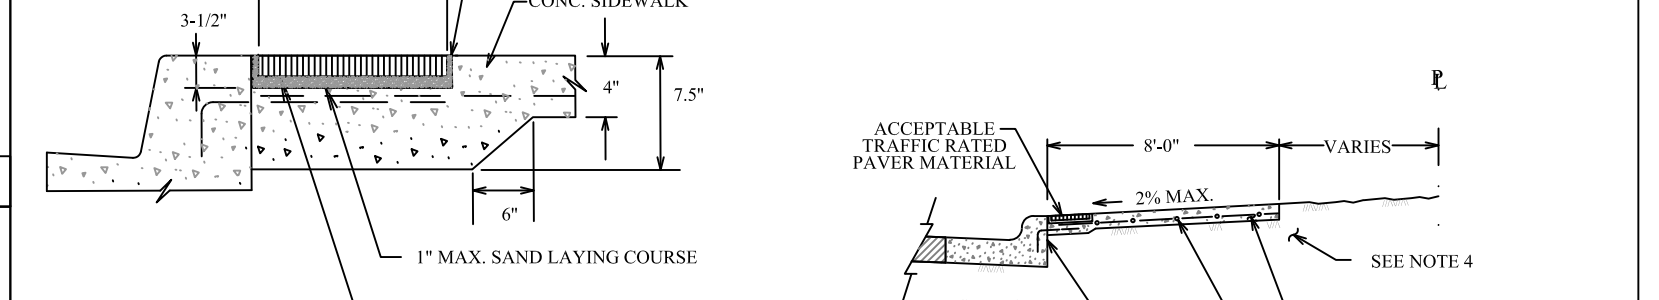 CONC. SIDEWALK
3-1/2"
4"
7.5"
6"
1" MAX. SAND LAYING COURSE
PL
ACCEPTABLE
TRAFFIC RATED
PAVER MATERIAL
8'-0"
VARIES
2% MAX.
SEE NOTE 4